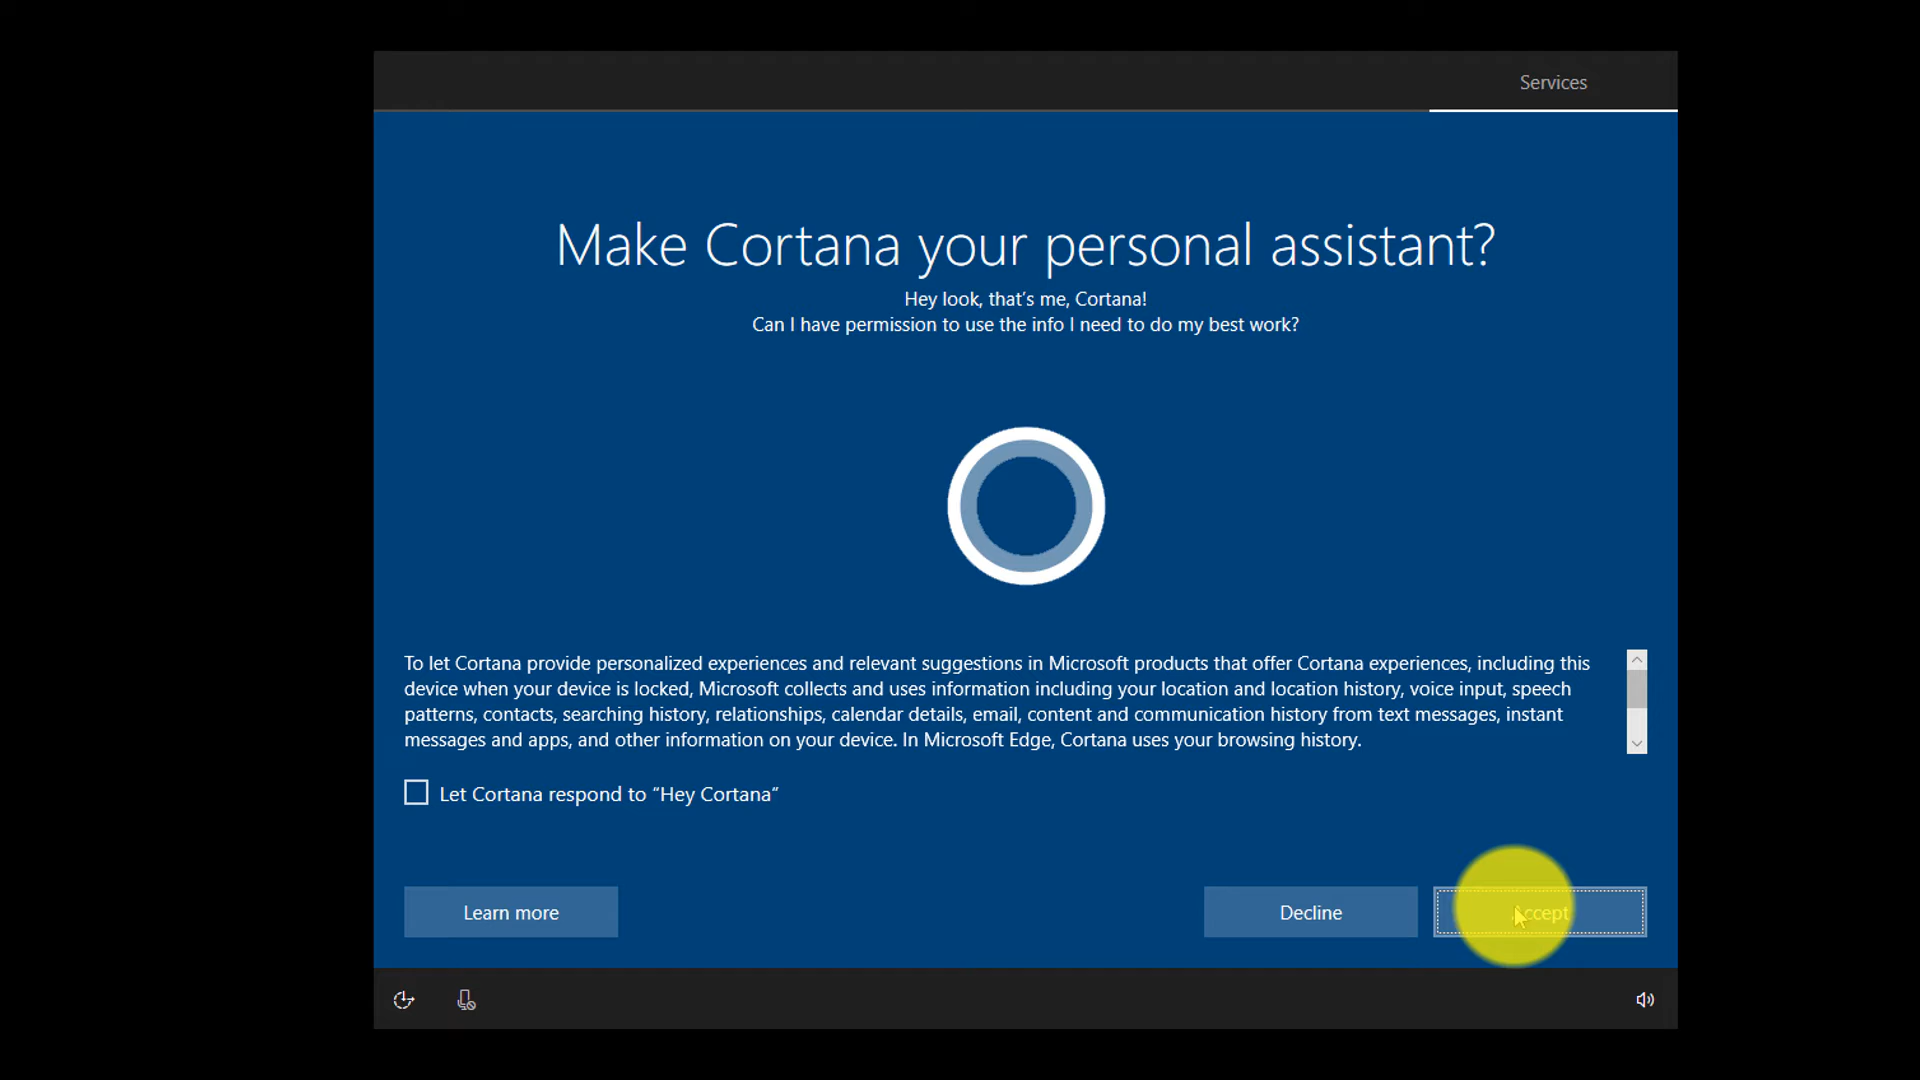 Services
Make Cortana your personal assistant?
Hey look, that's me, Cortana!
Can I have permission to use the info I need to do my best work?
To let Cortana provide personalized experiences and relevant suggestions in Microsoft products that offer Cortana experiences, including this
device when your device is locked, Microsoft collects and uses information including your location and location history, voice input, speech
patterns, contacts, searching history, relationships, calendar details, email, content and communication history from text messages, instant
messages and apps, and other information on your device. In Microsoft Edge, Cortana uses your browsing history.
Let Cortana respond to “Hey Cortana“
Learn more
Decline
Accept